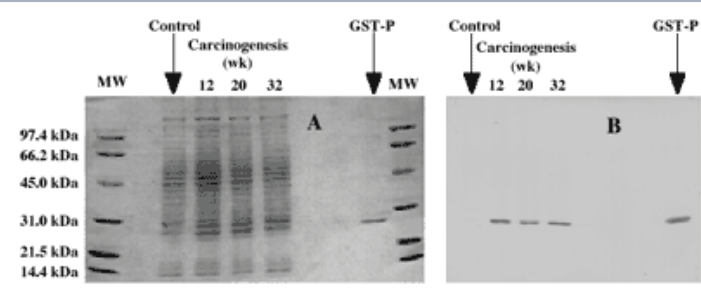 Control GST-P
Carcinogenesis
(wk)
MW 12 20 32 MW
A
97.4 kDa
66.2 kDa
45.0 kDa
31.0 kDa
21.5 kDa
14.4 kDa
Control GST-P
Carcinogenesis
(wk)
12 20 32
B